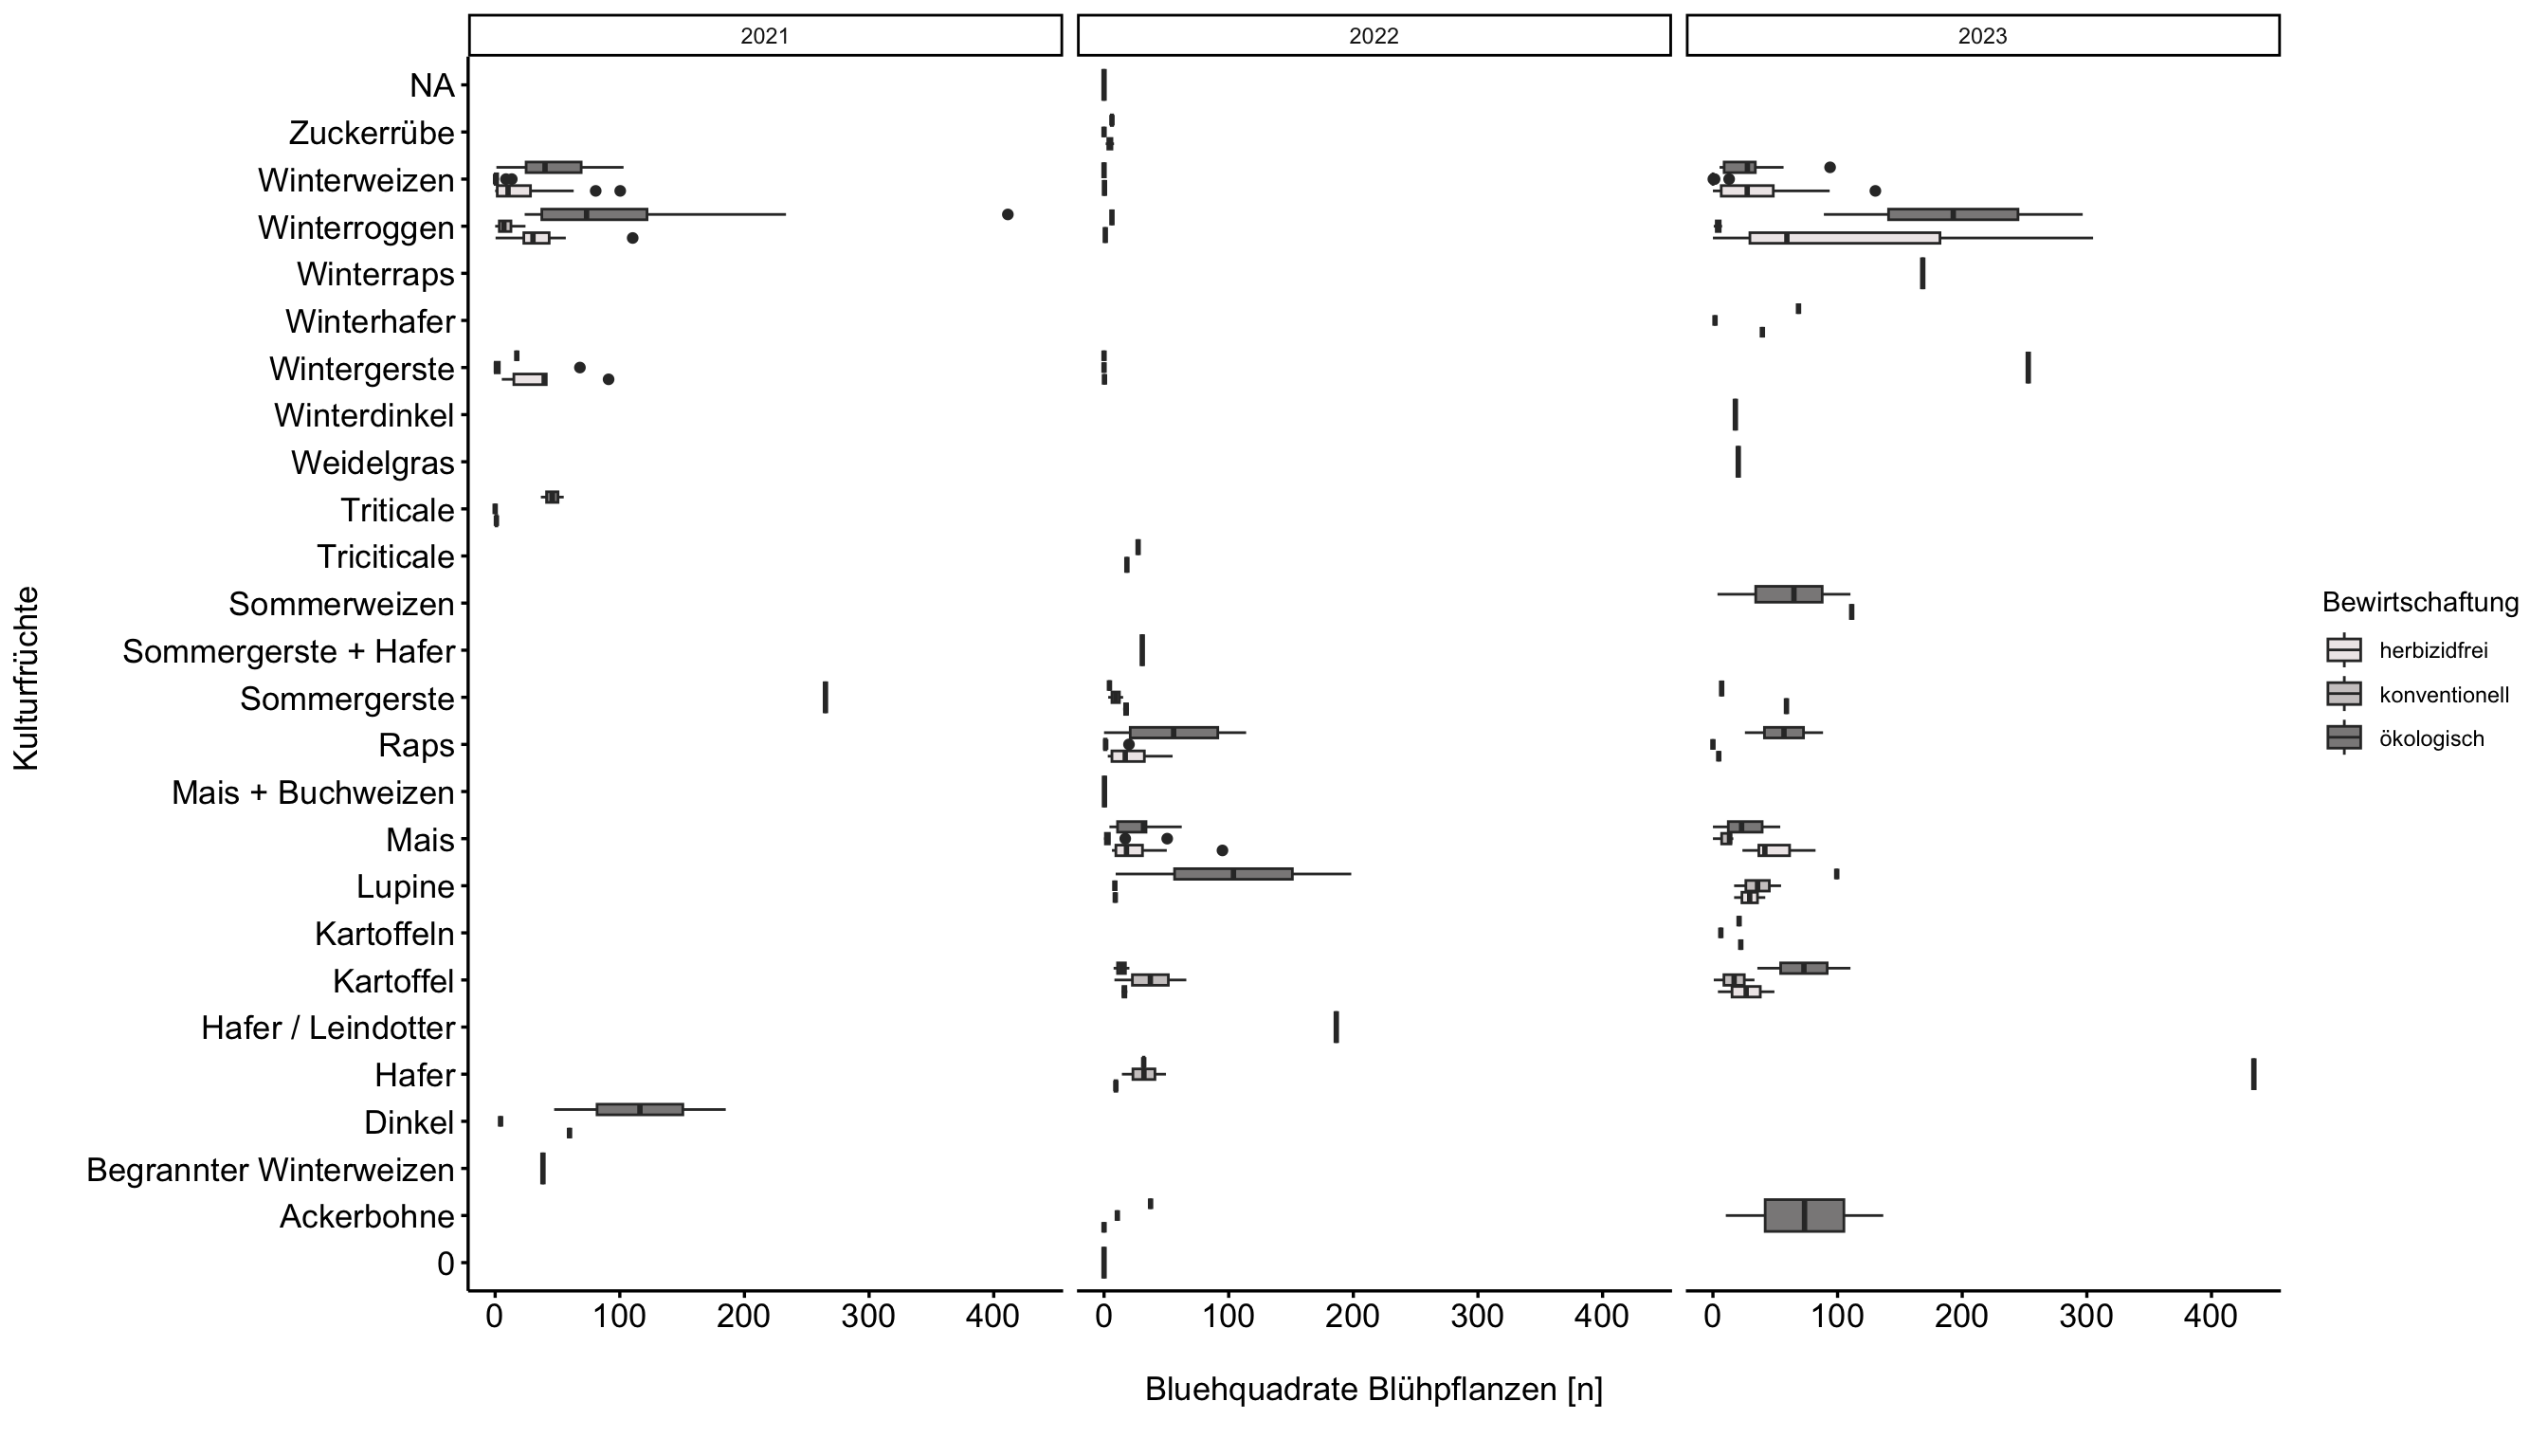 2021
2022
2023
NA
Zuckerrübe
Winterweizen
Winterroggen
Winterraps
Winterhafer
Wintergerste
Winterdinkel
Weidelgras
Triticale
Triciticale
Sommerweizen
Sommergerste + Hafer
Sommergerste
Raps
Mais + Buchweizen
Mais
Lupine
Kartoffeln
Kartoffel
Hafer / Leindotter
Hafer
Dinkel
Begrannter Winterweizen
Ackerbohne
0
Kulturfrüchte
0 100 200 300 400
0 100 200 300 400
0 100 200 300 400
Bluehquadrate Blühpflanzen [n]
Bewirtschaftung
herbizidfrei
konventionell
ökologisch